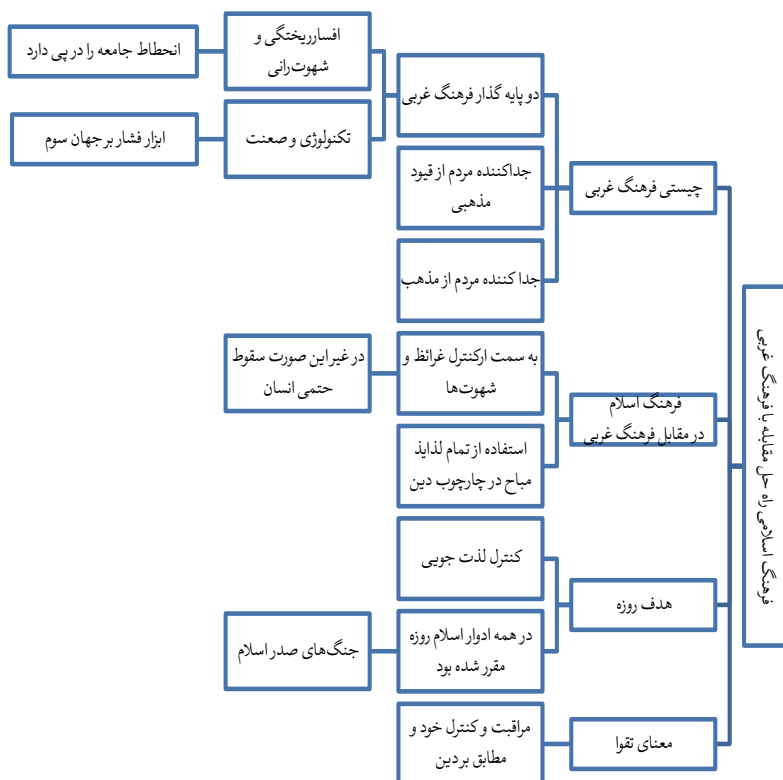 فرهنگ اسلامی راه حل مقابله با فرهنگ غربی
چیستی فرهنگ غربی
دو پایه گذار فرهنگ غربی
افسارریختگی و
شهوت‌رانی
انحطاط جامعه را در پی دارد
تکنولوژی و صعنت
ابزار فشار بر جهان سوم
جداکننده مردم از قیود
مذهبی
جدا کننده مردم از مذهب
فرهنگ اسلام
در مقابل فرهنگ غربی
به سمت ارکنترل غرائظ و
شهوت‌ها
در غیر این صورت سقوط
حتمی انسان
استفاده از تمام لذایذ
مباح در چارچوب دین
هدف روزه
کنترل لذت جویی
در همه ادوار اسلام روزه
مقرر شده بود
جنگ‌های صدر اسلام
معنای تقوا
مراقبت و کنترل خود و
مطابق بر دین